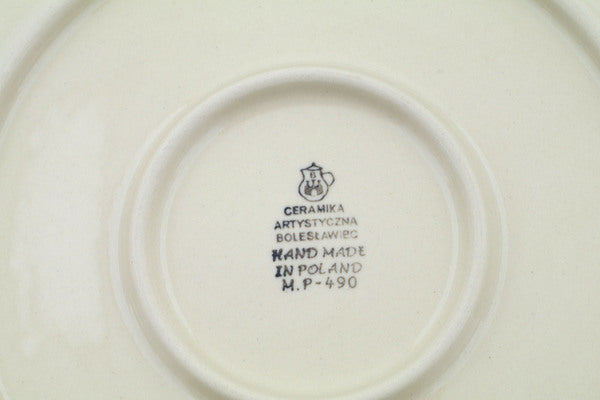 B
CERAMIKA
ARTYSTYCZNA
BOLESŁAWIEC
HAND MADE
IN POLAND
M.P-490